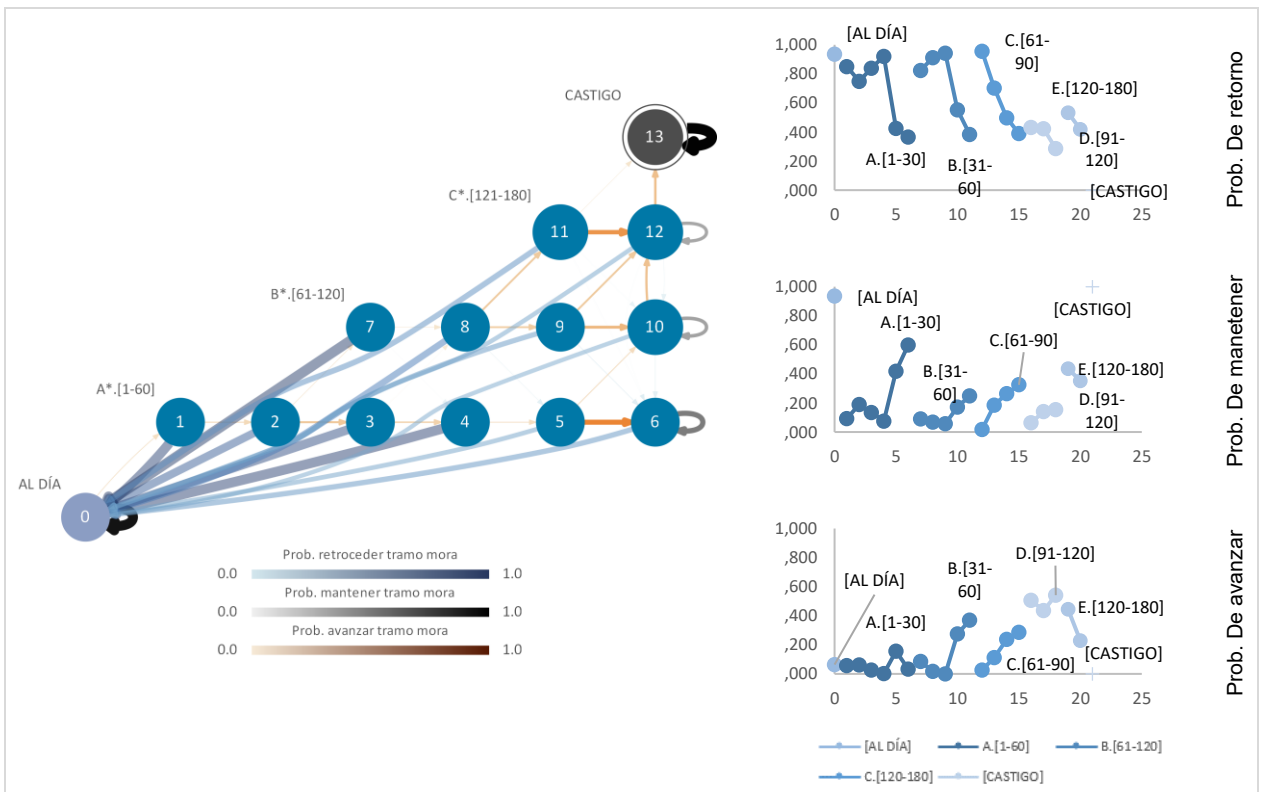 CASTIGO
13
C*.[121-180]
11
12
B*.[61-120]
7
8
9
10
A*.[1-60]
1
2
3
4
5
6
AL DÍA
0
Prob. retroceder tramo mora
0.0
1.0
Prob. mantener tramo mora
0.0
1.0
Prob. avanzar tramo mora
0.0
1.0
1,000
,800
,600
,400
,200
,000
0
5
10
15
20
25
[AL DÍA]
A.[1-30]
B.[31-
60]
C.[61-
90]
E.[120-180]
D.[91-
120]
[CASTIGO]
Prob. De retorno
1,000
,800
,600
,400
,200
,000
0
5
10
15
20
25
[AL DÍA]
A.[1-30]
B.[31-
60]
C.[61-90]
[CASTIGO]
E.[120-180]
D.[91-
120]
Prob. De manetener
1,000
,800
,600
,400
,200
,000
0
5
10
15
20
25
[AL DÍA]
A.[1-30]
B.[31-
60]
D.[91-120]
E.[120-180]
C.[61-90]
[CASTIGO]
Prob. De avanzar
[AL DÍA]
A.[1-60]
B.[61-120]
C.[120-180]
[CASTIGO]